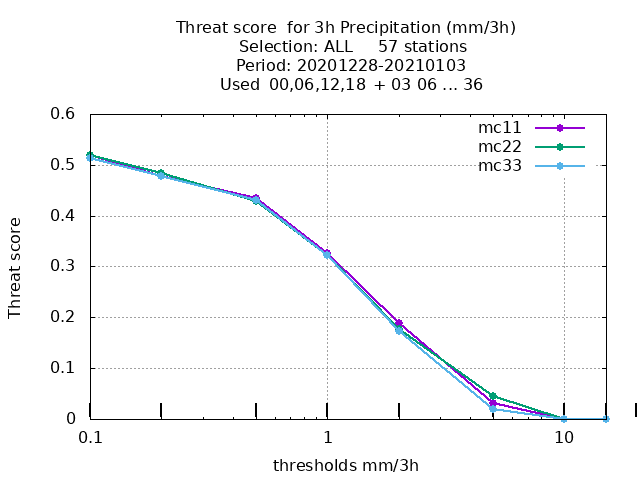 Threat score  for 3h Precipitation (mm/3h)
Selection: ALL     57 stations
Period: 20201228-20210103
Used  00,06,12,18  + 03 06 ... 36
0.6
0.5
0.4
0.3
0.2
0.1
0
Threat score
mc11
mc22
mc33
0.1
1
10
thresholds mm/3h